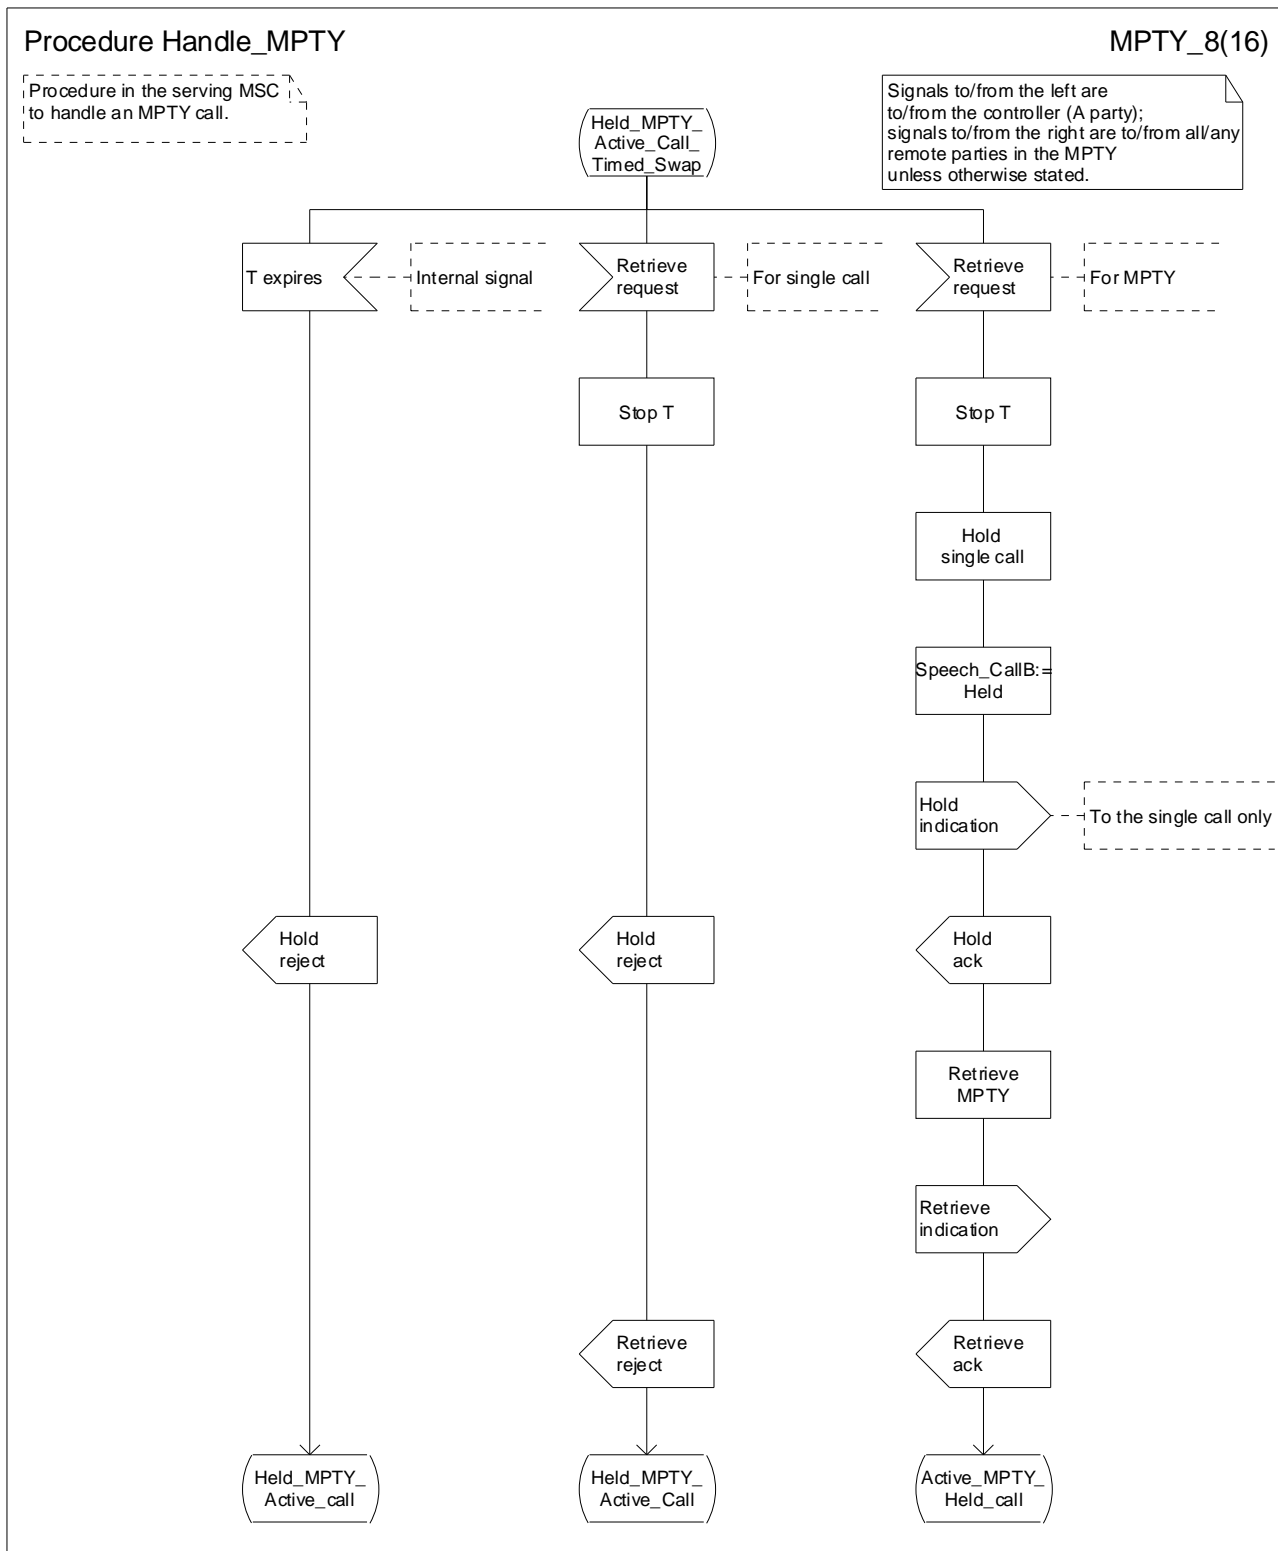 Procedure Handle_MPTY
MPTY_8(16)
Procedure in the serving MSC
to handle an MPTY call.
Signals to/from the left are
to/from the controller (A party);
signals to/from the right are to/from all/any
remote parties in the MPTY
unless otherwise stated.
Held_MPTY_
Active_Call_
Timed_Swap
T expires
Internal signal
Retrieve
request
For single call
Retrieve
request
For MPTY
Stop T
Stop T
Hold
single call
Speech_CallB:=
Held
Hold
indication
To the single call only
Hold
reject
Hold
reject
Hold
ack
Retrieve
MPTY
Retrieve
indication
Retrieve
reject
Retrieve
ack
Held_MPTY_
Active_call
Held_MPTY_
Active_Call
Active_MPTY_
Held_call